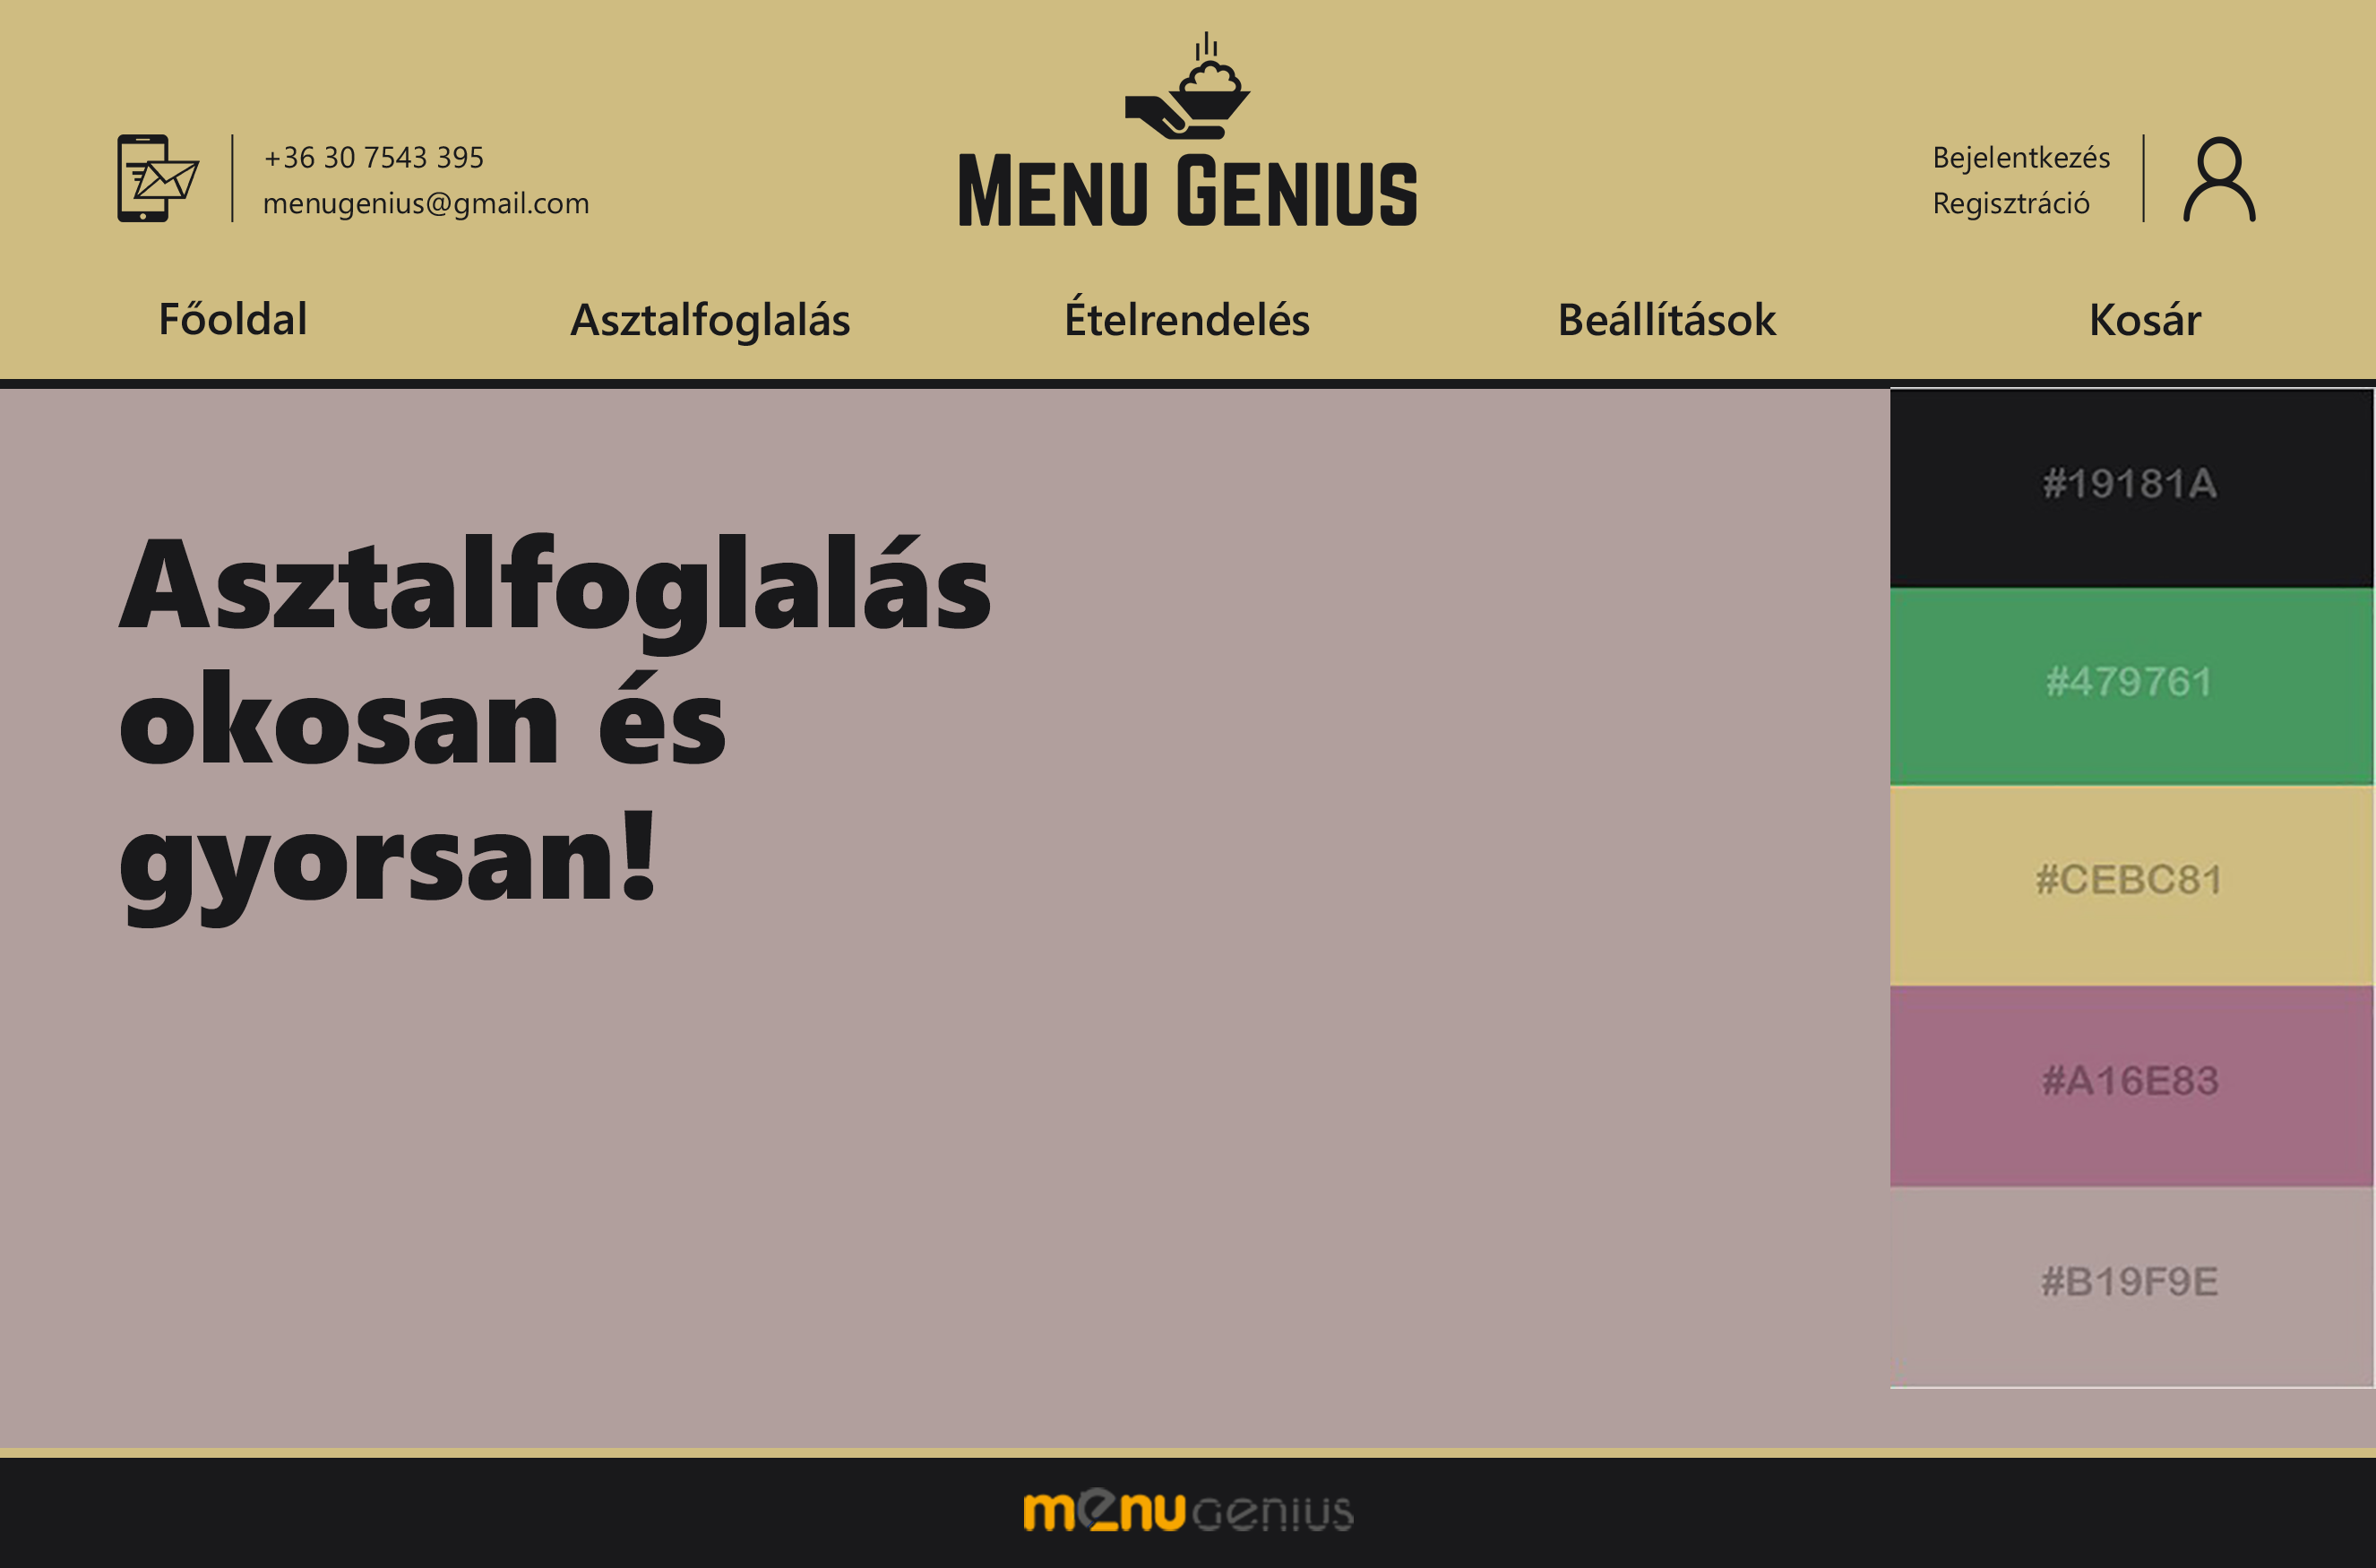 +36 30 7543 395
menugenius@gmail.com
MENU GENIUS
Bejelentkezés
Regisztráció
Főoldal
Asztalfoglalás
Ételrendelés
Beállítások
Kosár
Asztalfoglalás
okosan és
gyorsan!
#19181A
#479761
#CEBC81
#A16E83
#B19F9E
menugenius